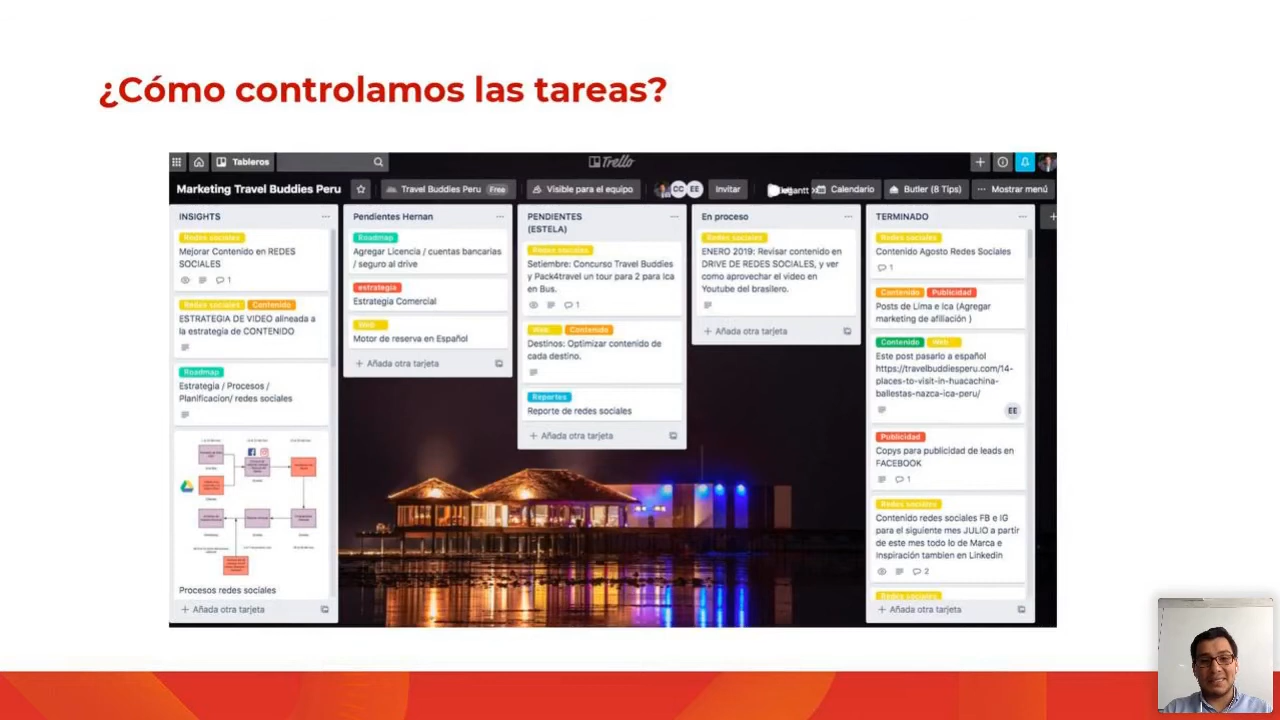 ¿Cómo controlamos las tareas?
Tableros
Trello
Marketing Travel Buddies Peru
Travel Buddies Peru Free
Visible para el equipo
CC EE
Invitar
Calendario
Butler (8 Tips)
Mostrar menú
INSIGHTS
Redes sociales
Mejorar Contenido en REDES
SOCIALES
1
Redes sociales Contenido
ESTRATEGIA DE VIDEO alineada a
la estrategia de CONTENIDO
Roadmap
Estrategia / Procesos /
Planificacion/ redes sociales
Procesos redes sociales
+ Añada otra tarjeta
Pendientes Hernan
Roadmap
Agregar Licencia / cuentas bancarias
/ seguro al drive
estrategia
Estrategia Comercial
Web
Motor de reserva en Español
+ Añada otra tarjeta
PENDIENTES
(ESTELA)
Redes sociales
Setiembre: Concurso Travel Buddies
y Pack4travel un tour para 2 para Ica
en Bus.
1
Web Contenido
Destinos: Optimizar contenido de
cada destino.
Reportes
Reporte de redes sociales
+ Añada otra tarjeta
En proceso
Redes sociales
ENERO 2019: Revisar contenido en
DRIVE DE REDES SOCIALES, y ver
como aprovechar el video en
Youtube del brasilero.
+ Añada otra tarjeta
TERMINADO
Redes sociales
Contenido Agosto Redes Sociales
1
Contenido Publicidad
Posts de Lima e Ica (Agregar
marketing de afiliación )
Contenido Web
Este post pasarlo a español
https://travelbuddiesperu.com/14-
places-to-visit-in-huacachina-
ballestas-nazca-ica-peru/
EE
Publicidad
Copys para publicidad de leads en
FACEBOOK
1
Redes sociales
Contenido redes sociales FB e IG
para el siguiente mes JULIO a partir
de este mes todo lo de Marca e
Inspiración tambien en Linkedin
2
Redes sociales
+ Añada otra tarjeta